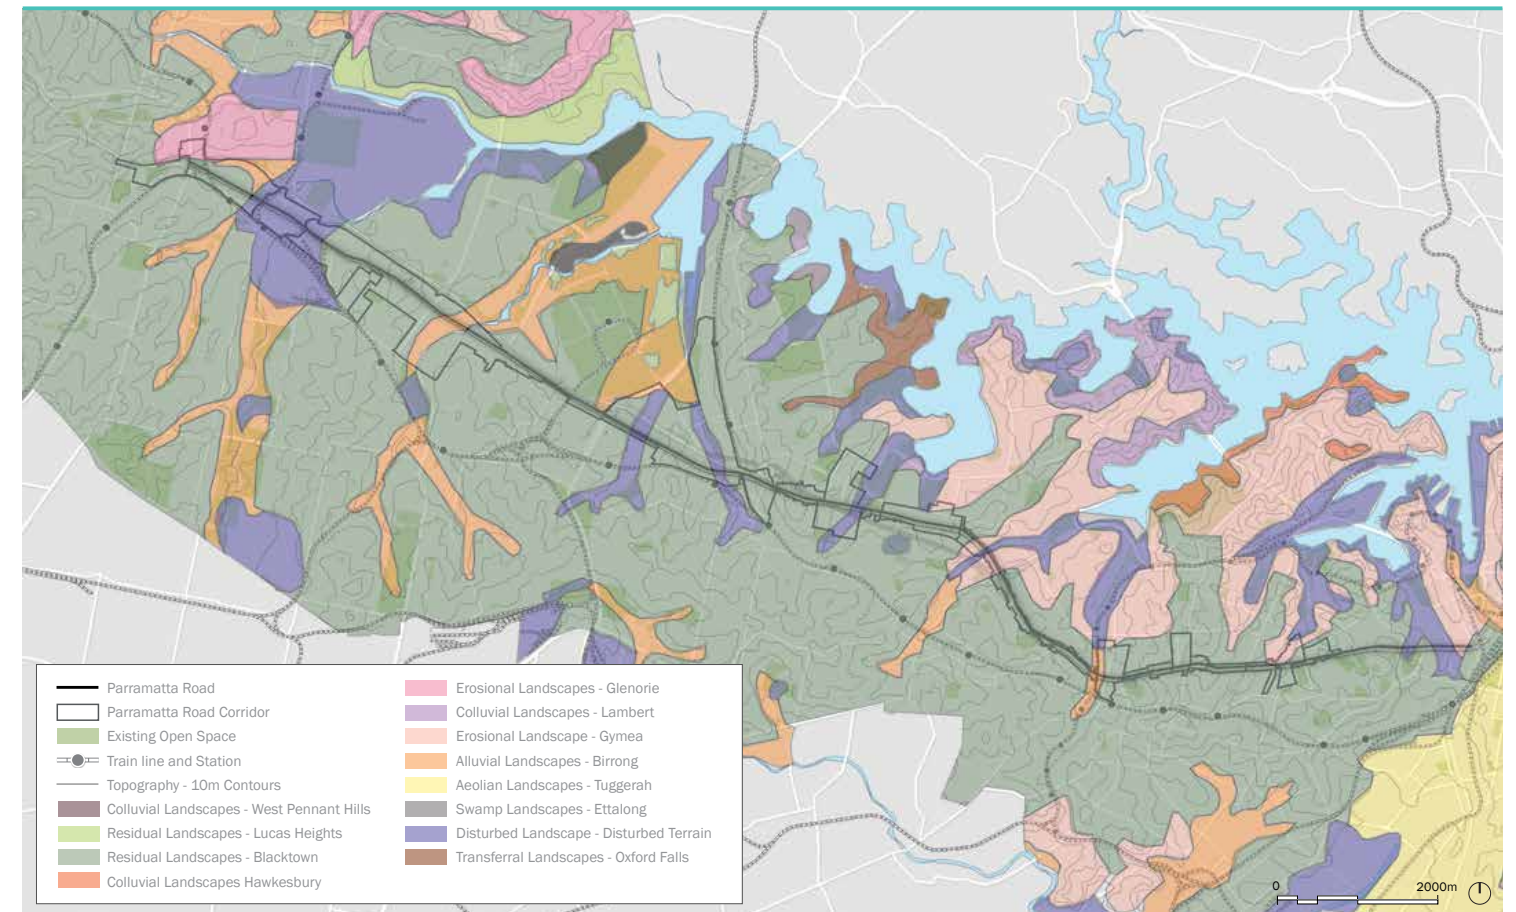 Parramatta Road
Parramatta Road Corridor
Existing Open Space
Train line and Station
Topography - 10m Contours
Colluvial Landscapes - West Pennant Hills
Residual Landscapes - Lucas Heights
Residual Landscapes - Blacktown
Colluvial Landscapes Hawkesbury
Erosional Landscapes - Glenorie
Colluvial Landscapes - Lambert
Erosional Landscape - Gymea
Alluvial Landscapes - Birrong
Aeolian Landscapes - Tuggerah
Swamp Landscapes - Ettalong
Disturbed Landscape - Disturbed Terrain
Transferral Landscapes - Oxford Falls
0 2000m